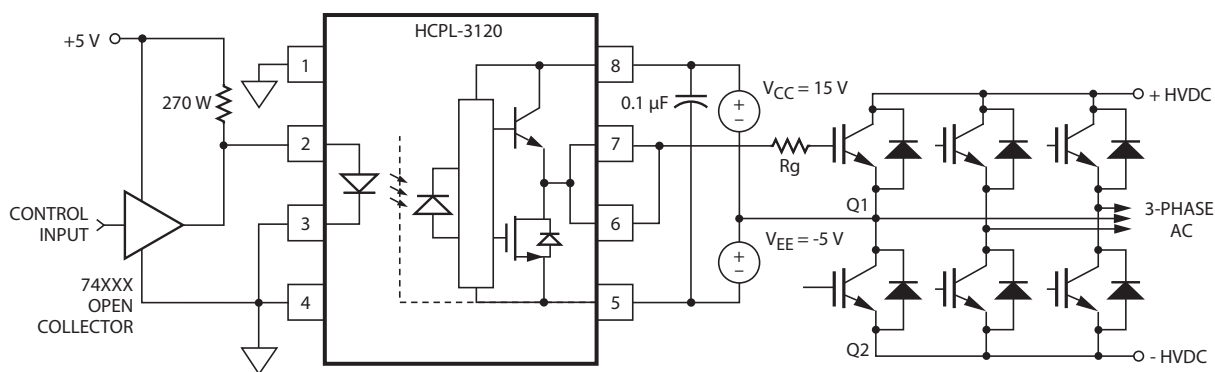 HCPL-3120
+5 V
270 W
CONTROL
INPUT
74XXX
OPEN
COLLECTOR
1
2
3
4
8
7
6
5
0.1 µF
VCC = 15 V
+
−
VEE = -5 V
+
−
Rg
Q1
Q2
+ HVDC
3-PHASE
AC
- HVDC